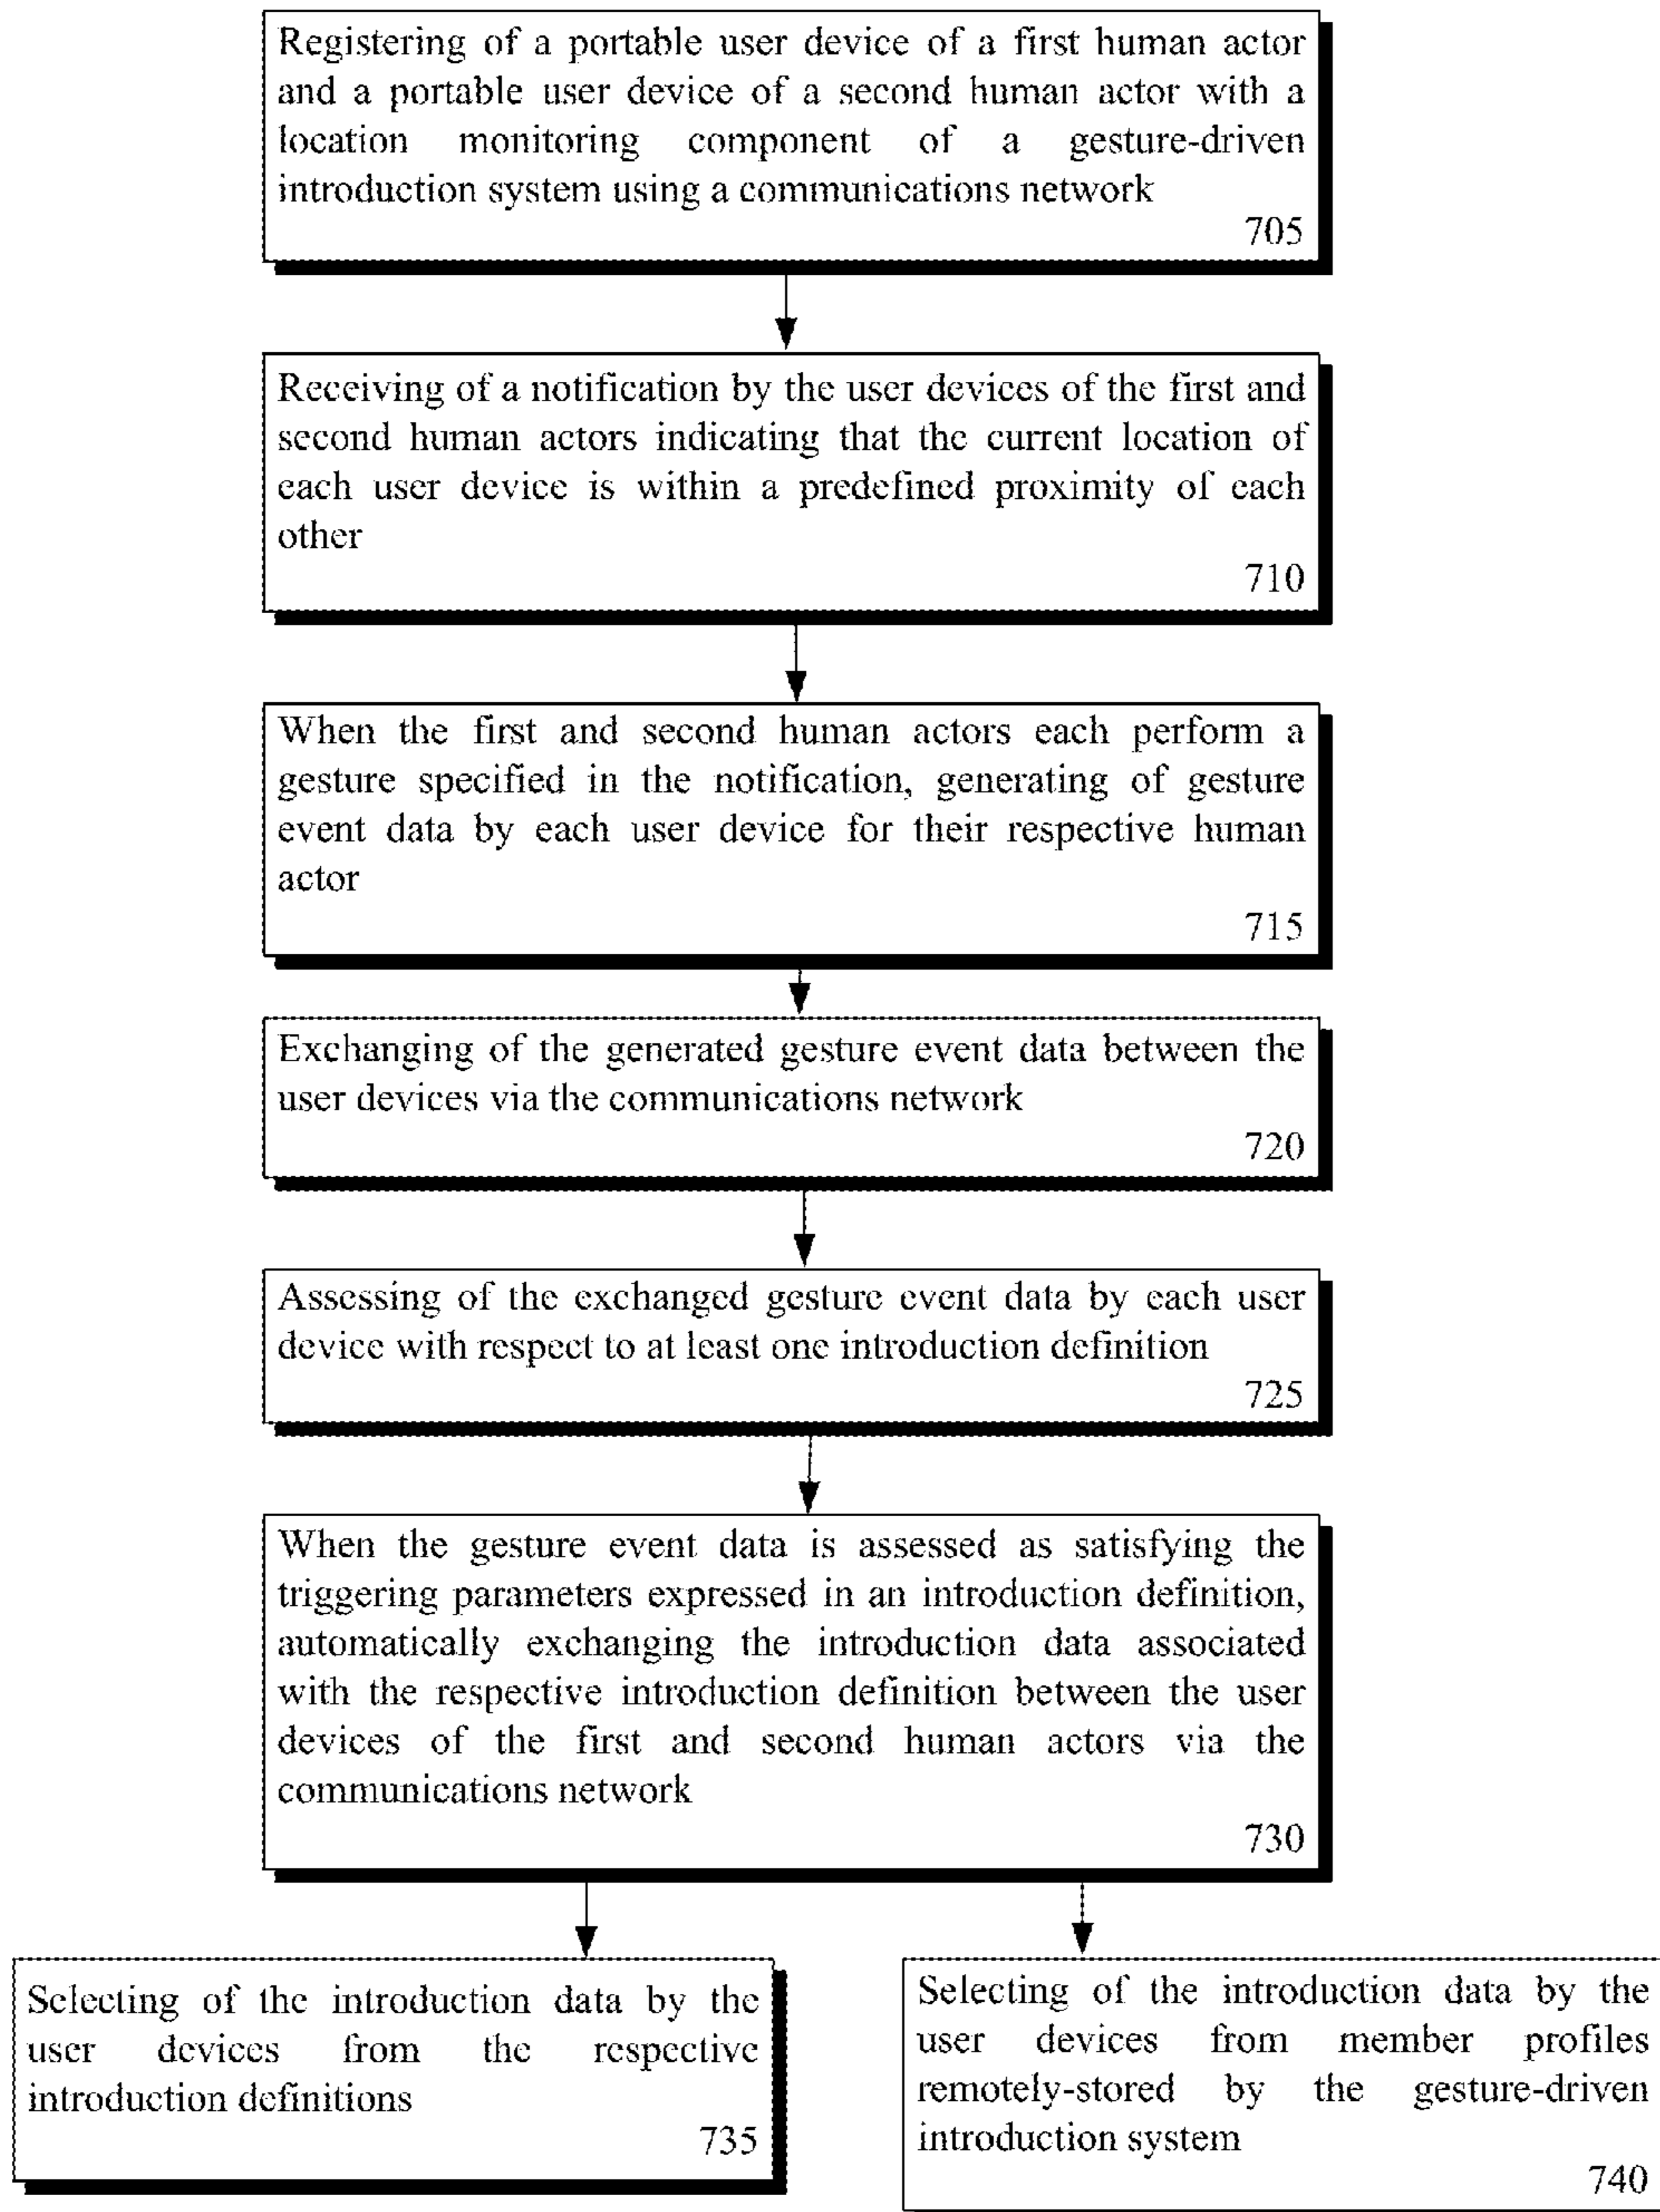 Registering of a portable user device of a first human actor
and a portable user device of a second human actor with a
location monitoring component of a gesture-driven
introduction system using a communications network
705
Receiving of a notification by the user devices of the first and
second human actors indicating that the current location of
each user device is within a predefined proximity of each
other
710
When the first and second human actors each perform a
gesture specified in the notification, generating of gesture
event data by each user device for their respective human
actor
715
Exchanging of the generated gesture event data between the
user devices via the communications network
720
Assessing of the exchanged gesture event data by each user
device with respect to at least one introduction definition
725
When the gesture event data is assessed as satisfying the
triggering parameters expressed in an introduction definition,
automatically exchanging the introduction data associated
with the respective introduction definition between the user
devices of the first and second human actors via the
communications network
730
Selecting of the introduction data by the
user devices from the respective
introduction definitions
735
Selecting of the introduction data by the
user devices from member profiles
remotely-stored by the gesture-driven
introduction system
740